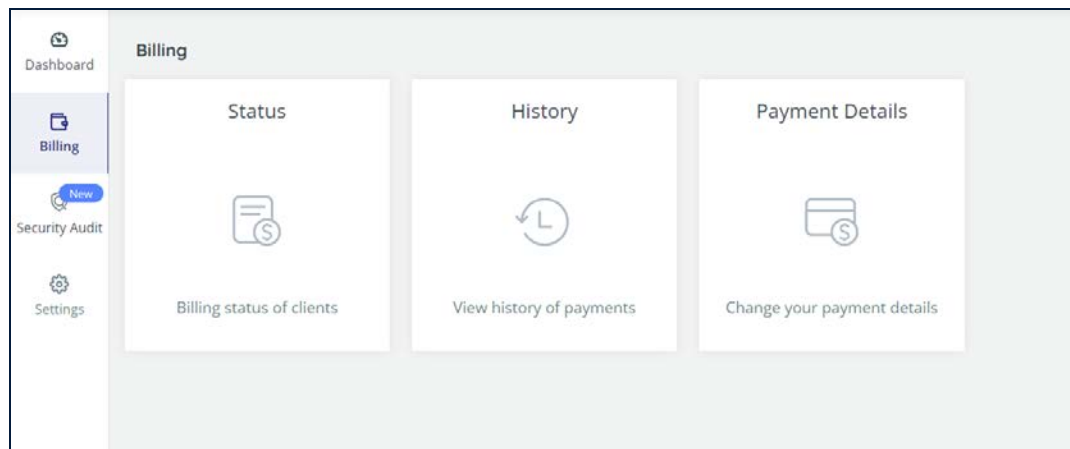 Dashboard
Billing
New
Security Audit
Settings
Billing
Status
Billing status of clients
History
View history of payments
Payment Details
Change your payment details